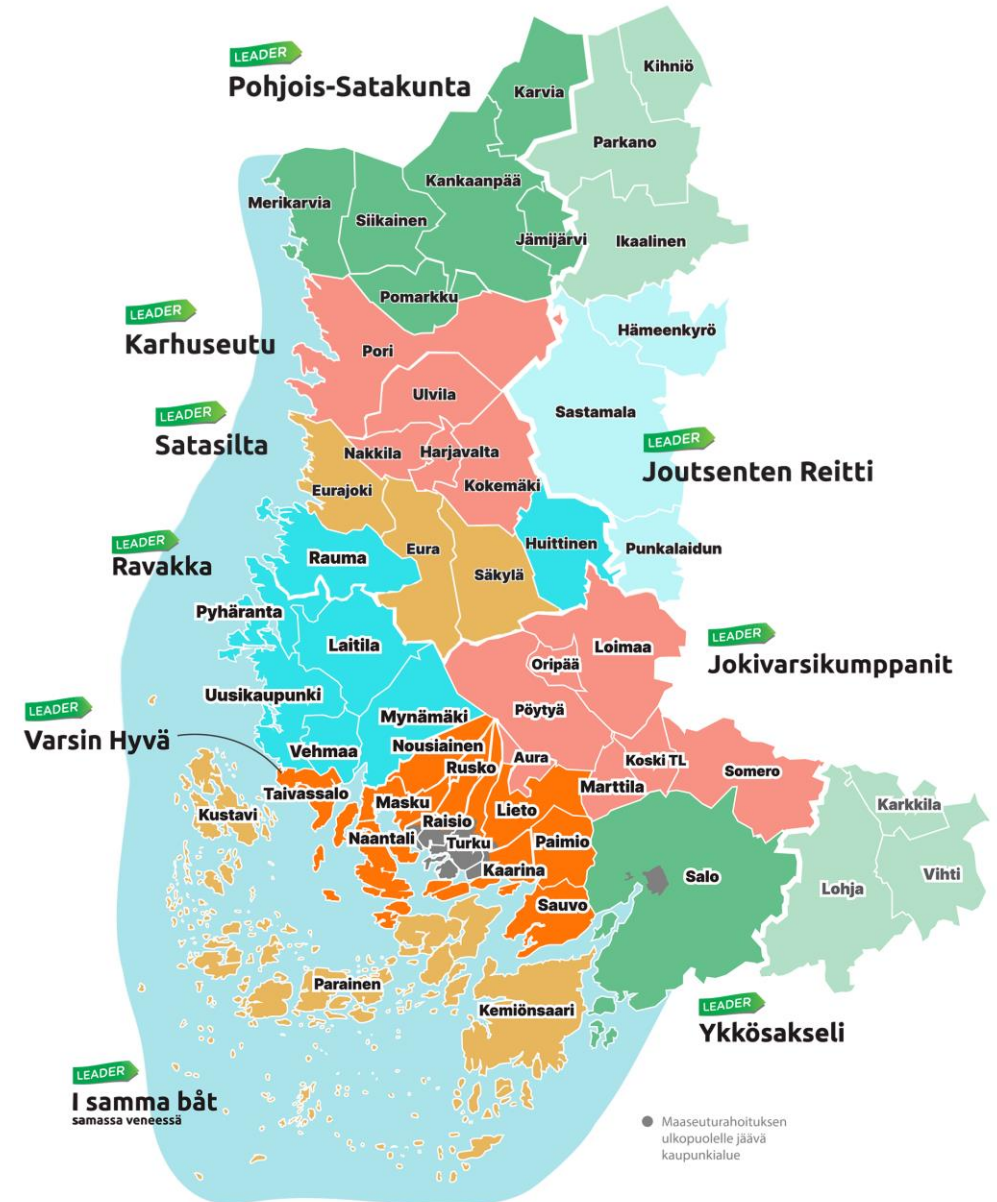 LEADER
Pohjois-Satakunta
Karvia
Kihniö
Parkano
Kankaanpää
Merikarvia
Siikainen
Jämijärvi
Ikaalinen
Pomarkku
LEADER
Karhuseutu
Hämeenkyrö
Pori
Ulvila
Sastamala
LEADER
Satasilta
LEADER
Joutsenten Reitti
Nakkila
Harjavalta
Kokemäki
Eurajoki
LEADER
Ravakka
Rauma
Eura
Säkylä
Huittinen
Punkalaidun
Pyhäranta
Laitila
Loimaa
Oripää
LEADER
Jokivarsikumppanit
Uusikaupunki
Mynämäki
Pöytyä
LEADER
Varsin Hyvä
Vehmaa
Nousiainen
Rusko
Aura
Koski TL
Somero
Marttila
Taivassalo
Kustavi
Masku
Raisio
Lieto
Naantali
Turku
Paimio
Kaarina
Sauvo
Salo
Karkkila
Lohja
Vihti
Parainen
Kemiönsaari
LEADER
Ykkösakseli
LEADER
I samma båt
samassa veneessä
Maaseuturahoituksen
ulkopuolelle jäävä
kaupunkialue